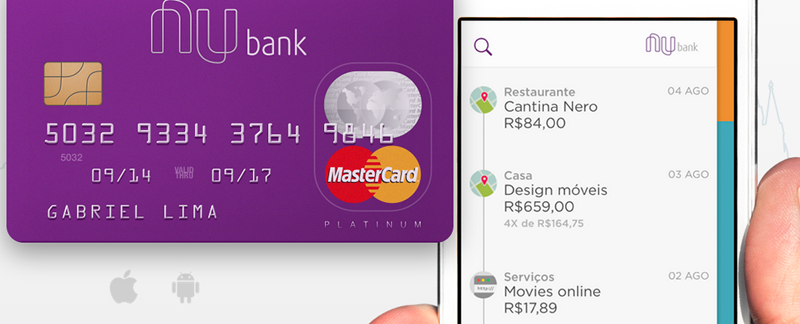 nu bank
5032 9334 3764 9846
5032
09/14 VALID THRU 09/17
GABRIEL LIMA
MasterCard
PLATINUM
nu bank
Restaurante 04 AGO
Cantina Nero
R$84,00
Casa 03 AGO
Design móveis
R$659,00
4X de R$164,75
Serviços 02 AGO
Movies online
R$17,89